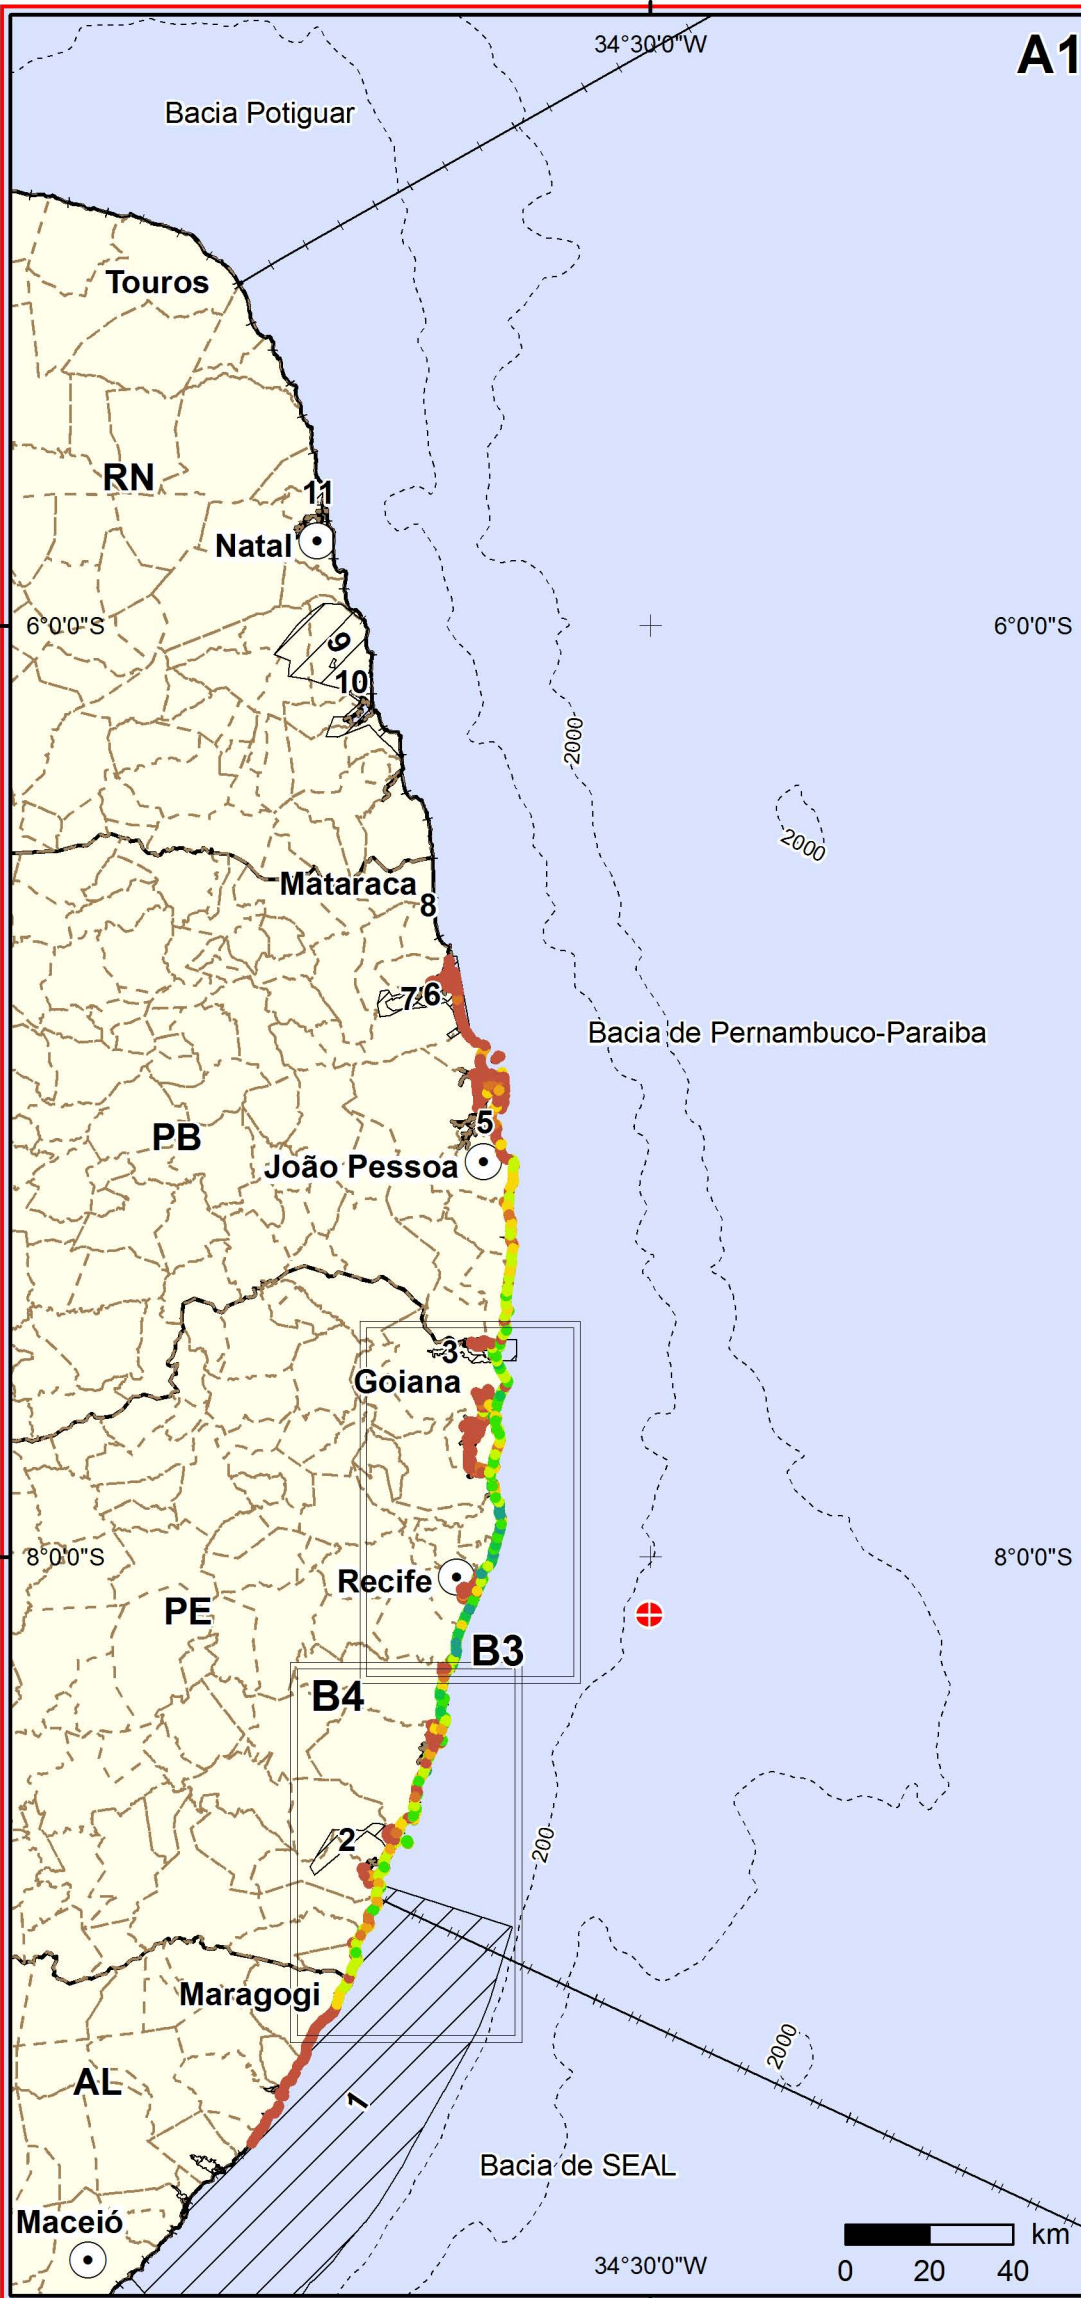 34°30'0"W
A1
Bacia Potiguar
Touros
RN
11
Natal
6°0'0"S
6°0'0"S
9
10
2000
2000
Mataraca
8
7
6
Bacia de Pernambuco-Paraiba
5
PB
João Pessoa
3
Goiana
8°0'0"S
8°0'0"S
Recife
PE
B3
B4
2
200
Maragogi
2000
AL
1
Bacia de SEAL
Maceió
km
34°30'0"W
0 20 40